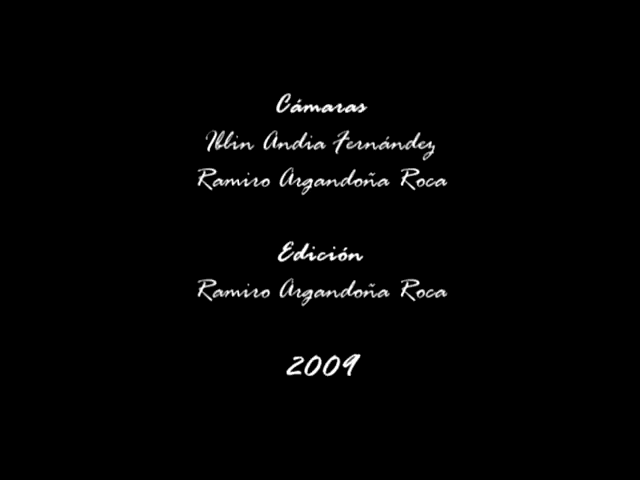 Cámaras
Iblin Andia Fernández
Ramiro Argandoña Roca
Edición
Ramiro Argandoña Roca
2009